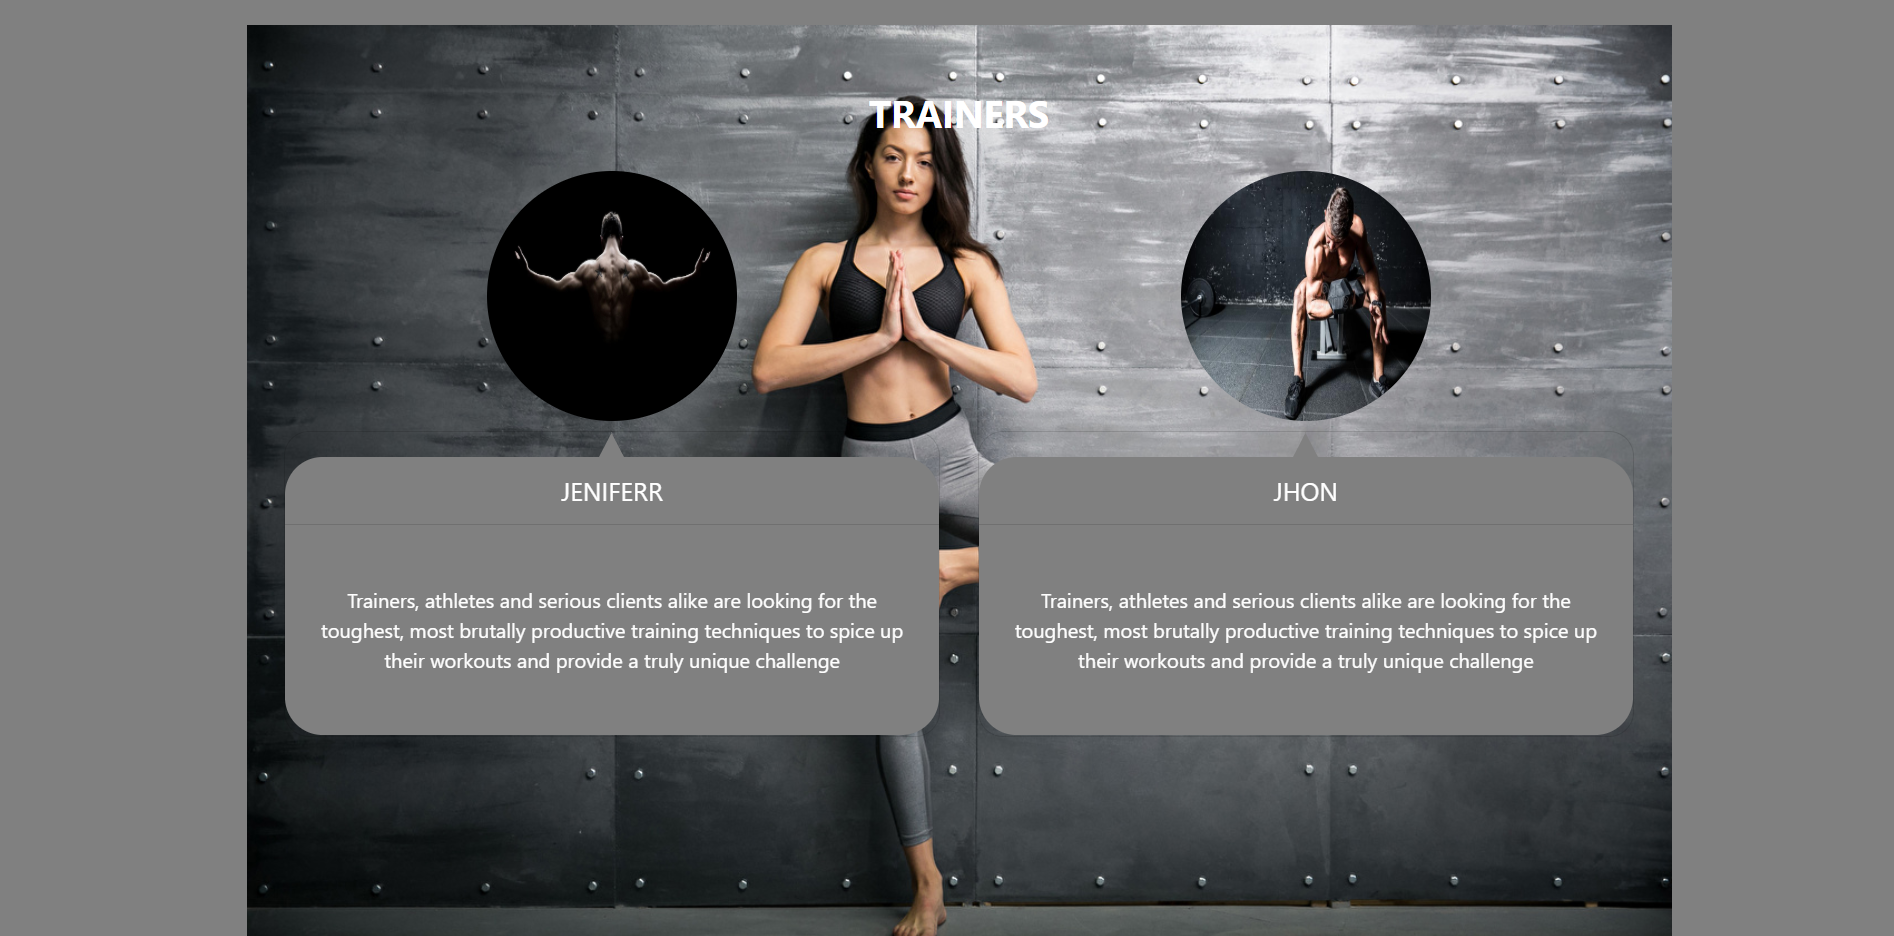 TRAINERS
JENIFERR
Trainers, athletes and serious clients alike are looking for the
toughest, most brutally productive training techniques to spice up
their workouts and provide a truly unique challenge
JHON
Trainers, athletes and serious clients alike are looking for the
toughest, most brutally productive training techniques to spice up
their workouts and provide a truly unique challenge